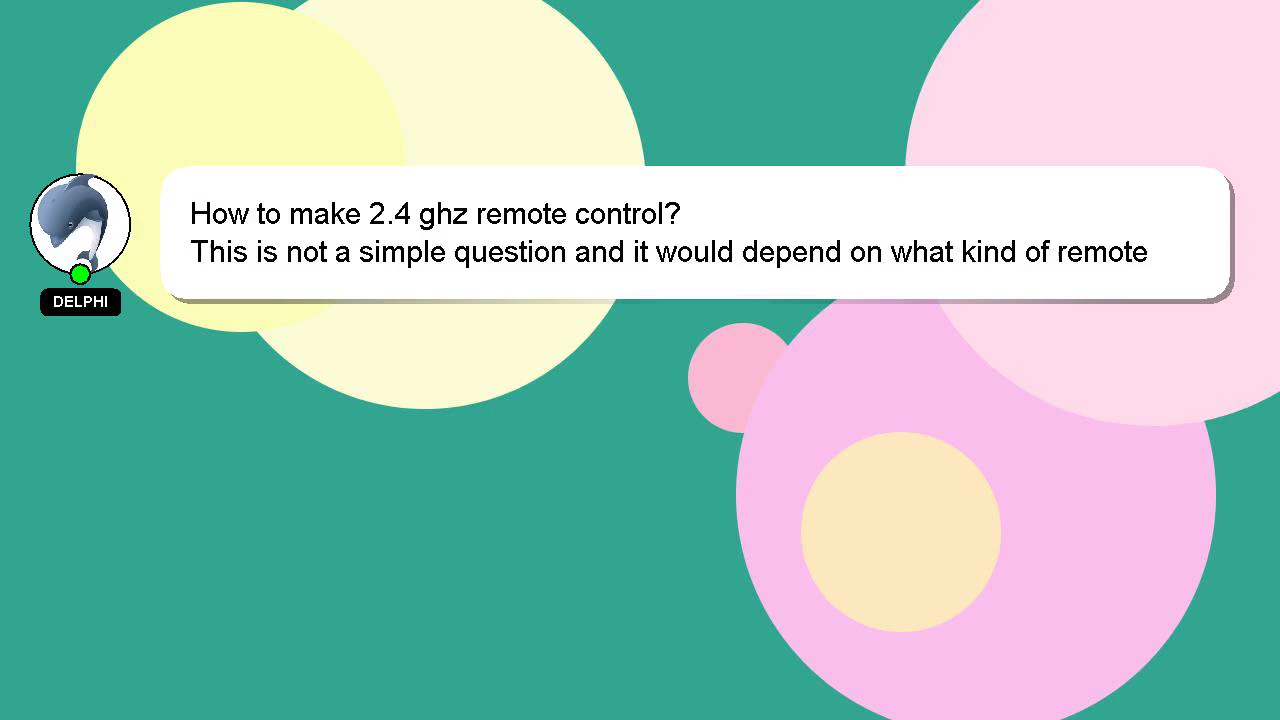 How to make 2.4 ghz remote control?
This is not a simple question and it would depend on what kind of remote
DELPHI